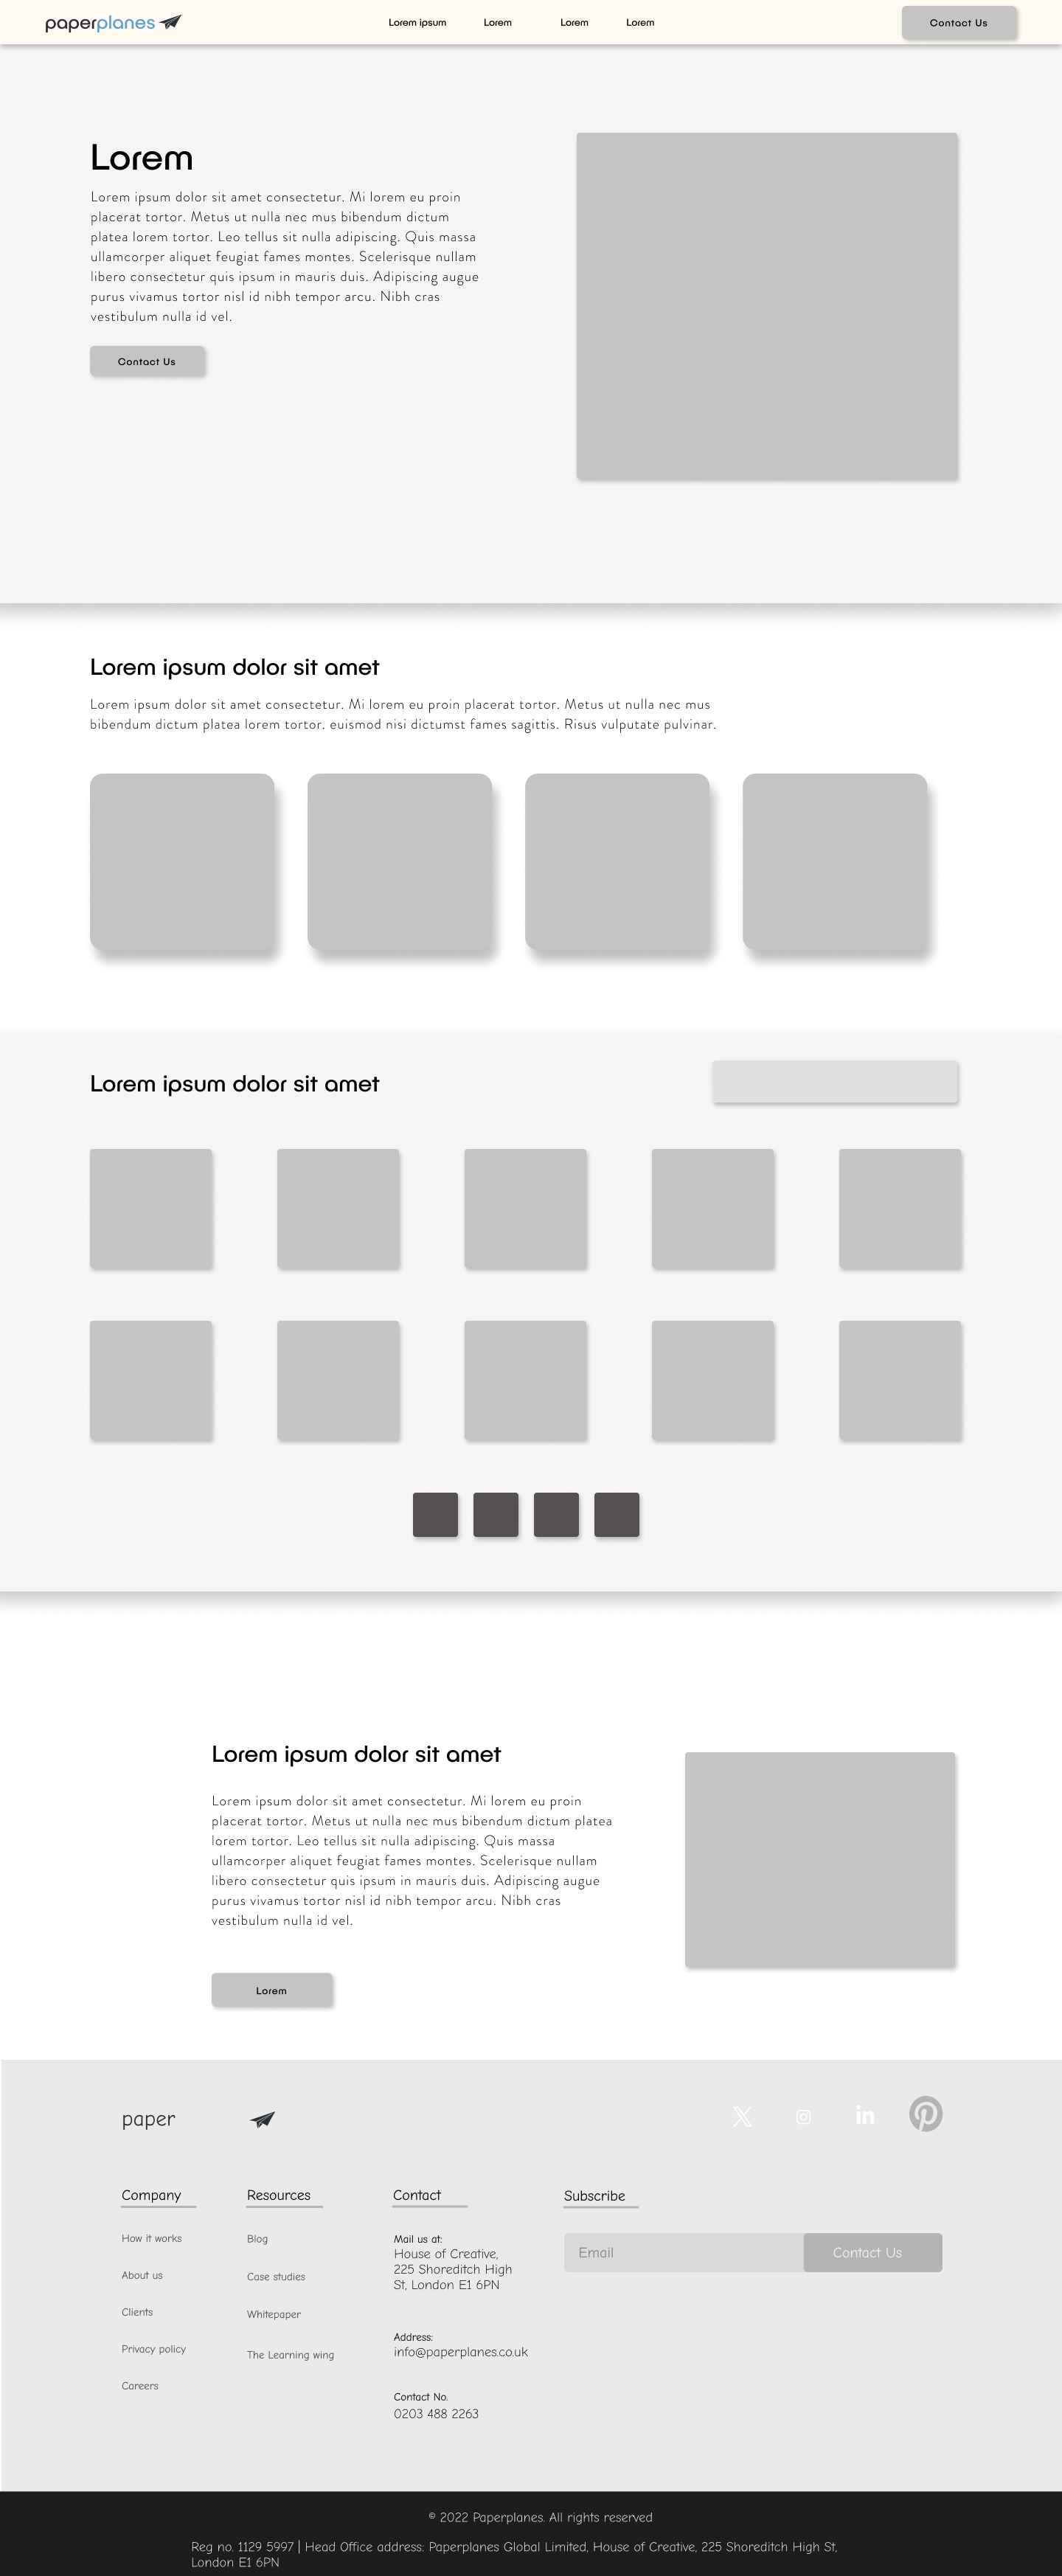 paperplanes
Lorem ipsum
Lorem
Lorem
Lorem
Contact Us
Lorem
Lorem ipsum dolor sit amet consectetur. Mi lorem eu proin
placerat tortor. Metus ut nulla nec mus bibendum dictum
platea lorem tortor. Leo tellus sit nulla adipiscing. Quis massa
ullamcorper aliquet feugiat fames montes. Scelerisque nullam
libero consectetur quis ipsum in mauris duis. Adipiscing augue
purus vivamus tortor nisl id nibh tempor arcu. Nibh cras
vestibulum nulla id vel.
Contact Us
Lorem ipsum dolor sit amet
Lorem ipsum dolor sit amet consectetur. Mi lorem eu proin placerat tortor. Metus ut nulla nec mus
bibendum dictum platea lorem tortor. euismod nisi dictumst fames sagittis. Risus vulputate pulvinar.
Lorem ipsum dolor sit amet
Lorem ipsum dolor sit amet
Lorem ipsum dolor sit amet consectetur. Mi lorem eu proin
placerat tortor. Metus ut nulla nec mus bibendum dictum platea
lorem tortor. Leo tellus sit nulla adipiscing. Quis massa
ullamcorper aliquet feugiat fames montes. Scelerisque nullam
libero consectetur quis ipsum in mauris duis. Adipiscing augue
purus vivamus tortor nisl id nibh tempor arcu. Nibh cras
vestibulum nulla id vel.
Lorem
paper
Company
How it works
About us
Clients
Privacy policy
Careers
Resources
Blog
Case studies
Whitepaper
The Learning wing
Contact
Mail us at:
House of Creative,
225 Shoreditch High
St, London E1 6PN
Address:
info@paperplanes.co.uk
Contact No.
0203 488 2263
Subscribe
Email
Contact Us
© 2022 Paperplanes. All rights reserved
Reg no. 1129 5997 | Head Office address: Paperplanes Global Limited, House of Creative, 225 Shoreditch High St,
London E1 6PN